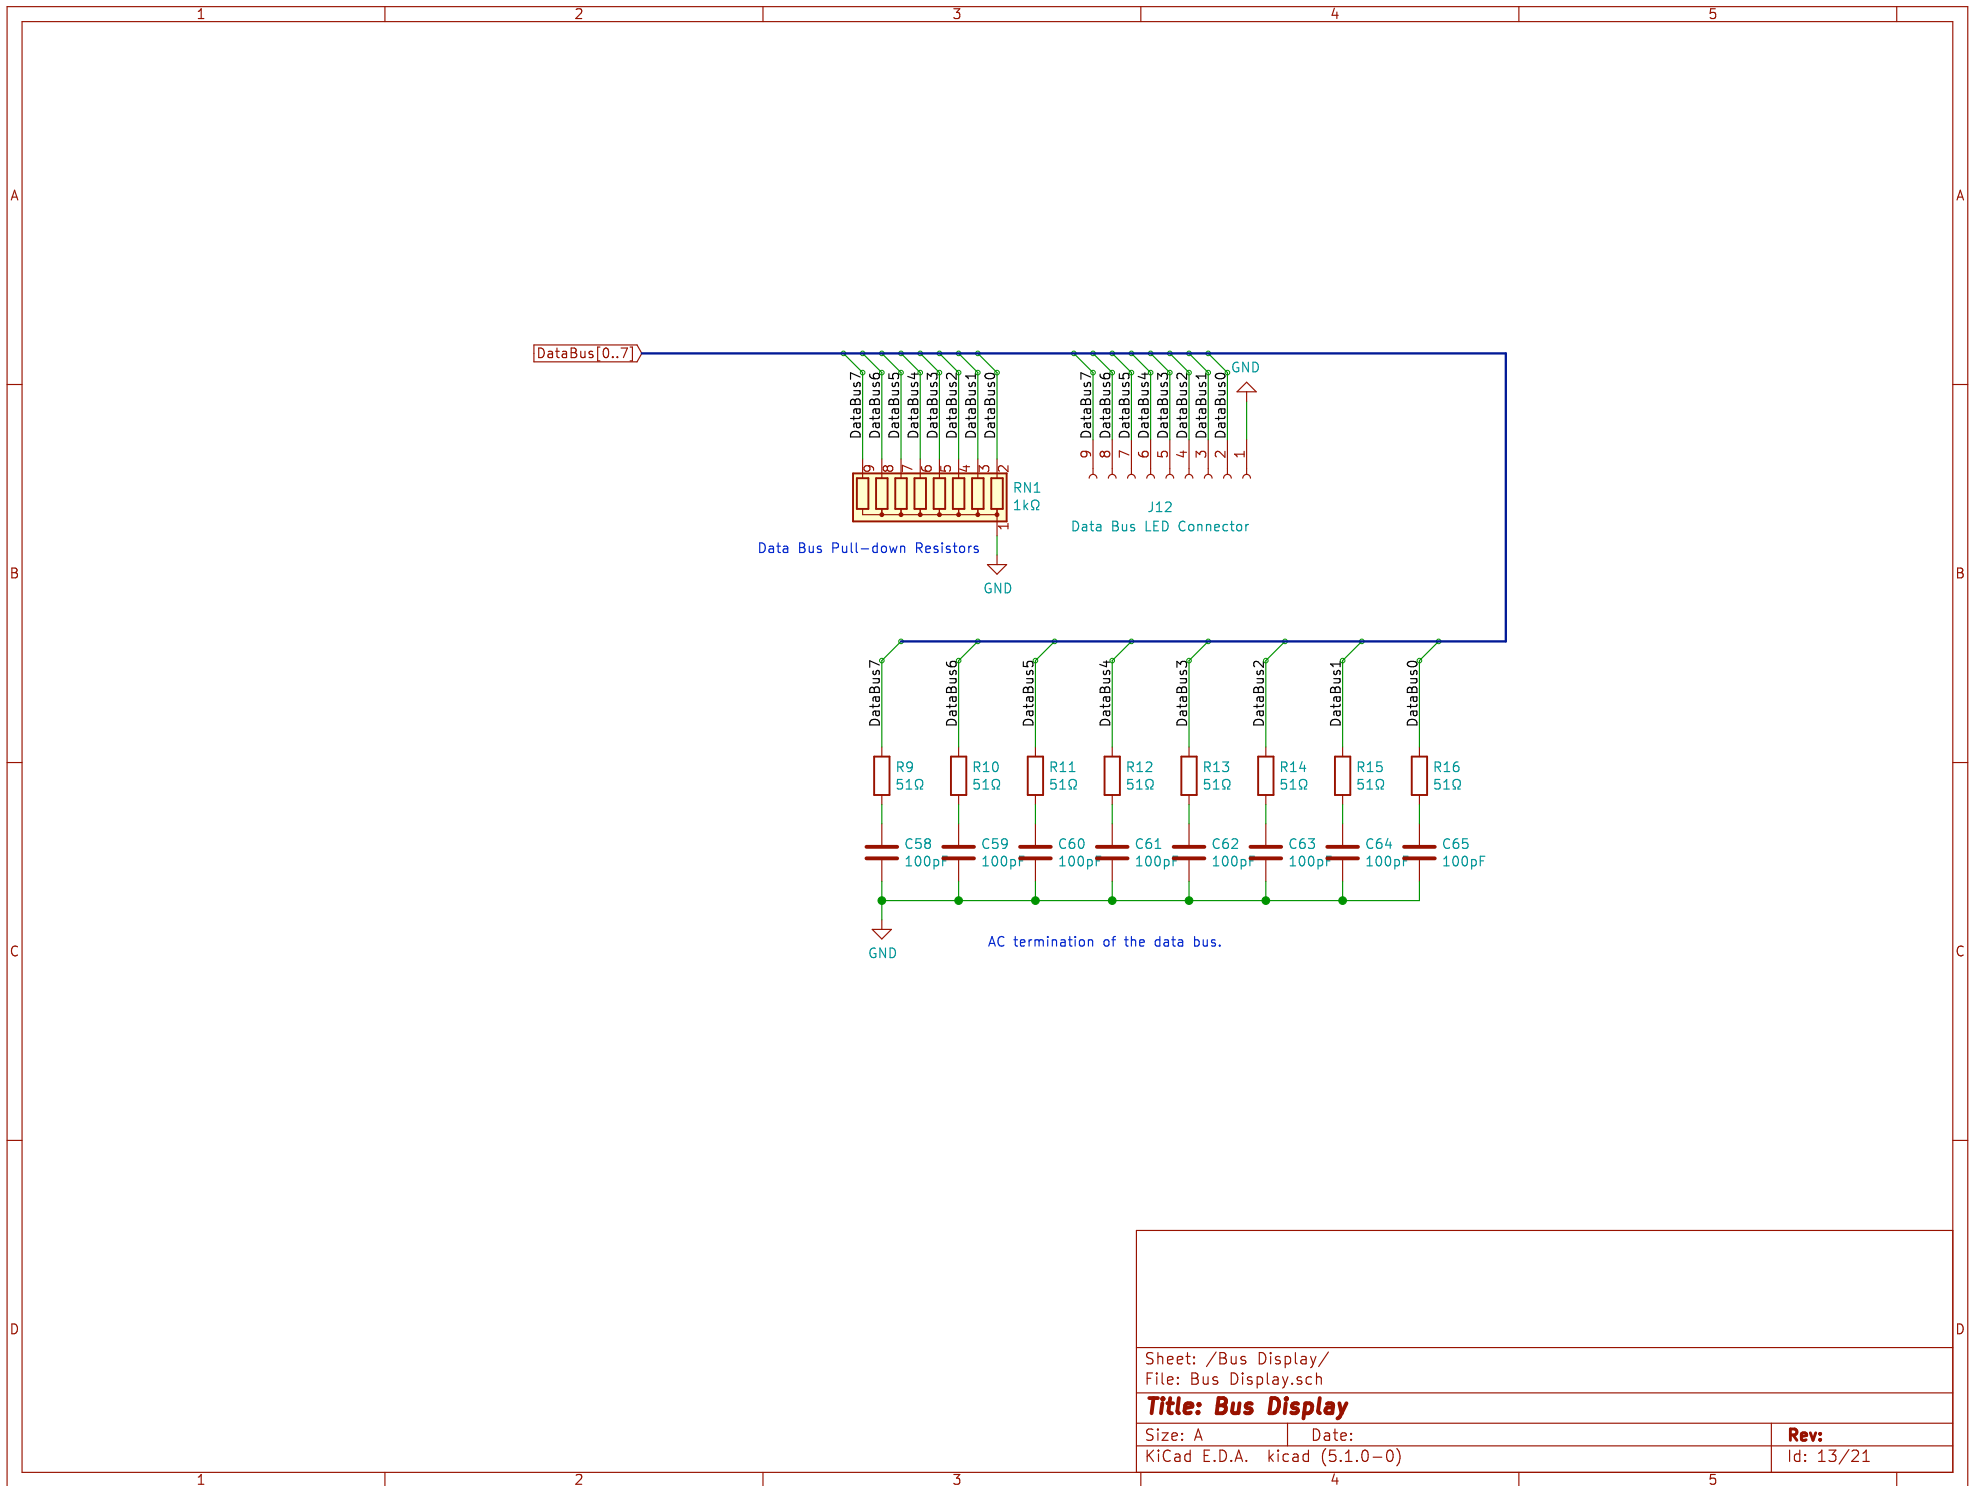 1 2 3 4 5
A A
DataBus[0..7]
GND
DataBus7 DataBus6 DataBus5 DataBus4 DataBus3 DataBus2 DataBus1 DataBus0
DataBus7 DataBus6 DataBus5 DataBus4 DataBus3 DataBus2 DataBus1 DataBus0
9 8 7 6 5 4 3 2 1
9 8 7 6 5 4 3 2
RN1
1kΩ
1
J12
Data Bus LED Connector
Data Bus Pull-down Resistors
GND
B B
DataBus7 DataBus6 DataBus5 DataBus4 DataBus3 DataBus2 DataBus1 DataBus0
R9 R10 R11 R12 R13 R14 R15 R16
51Ω 51Ω 51Ω 51Ω 51Ω 51Ω 51Ω 51Ω
C58 C59 C60 C61 C62 C63 C64 C65
100pF 100pF 100pF 100pF 100pF 100pF 100pF 100pF
AC termination of the data bus.
GND
C C
D D
Sheet: /Bus Display/
File: Bus Display.sch
Title: Bus Display
Size: A Date: Rev:
KiCad E.D.A. kicad (5.1.0-0) Id: 13/21
1 2 3 4 5